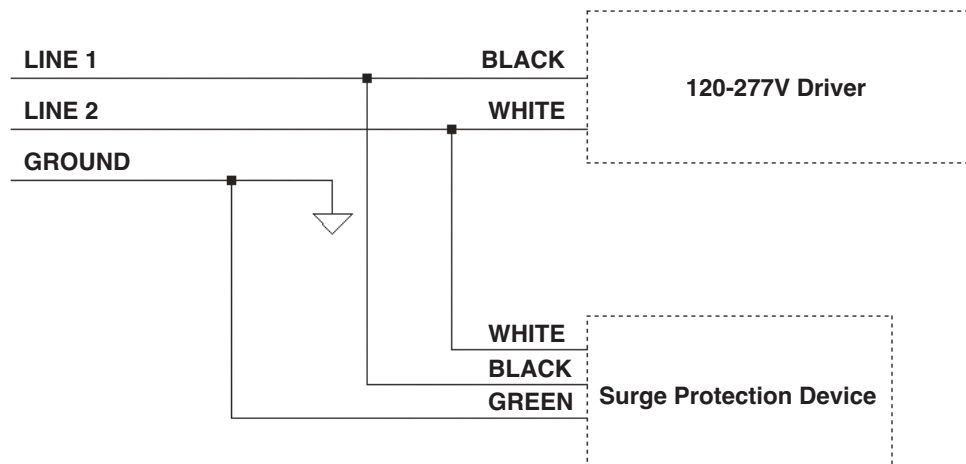 LINE 1
BLACK
120-277V Driver
LINE 2
WHITE
GROUND
WHITE
BLACK
GREEN
Surge Protection Device